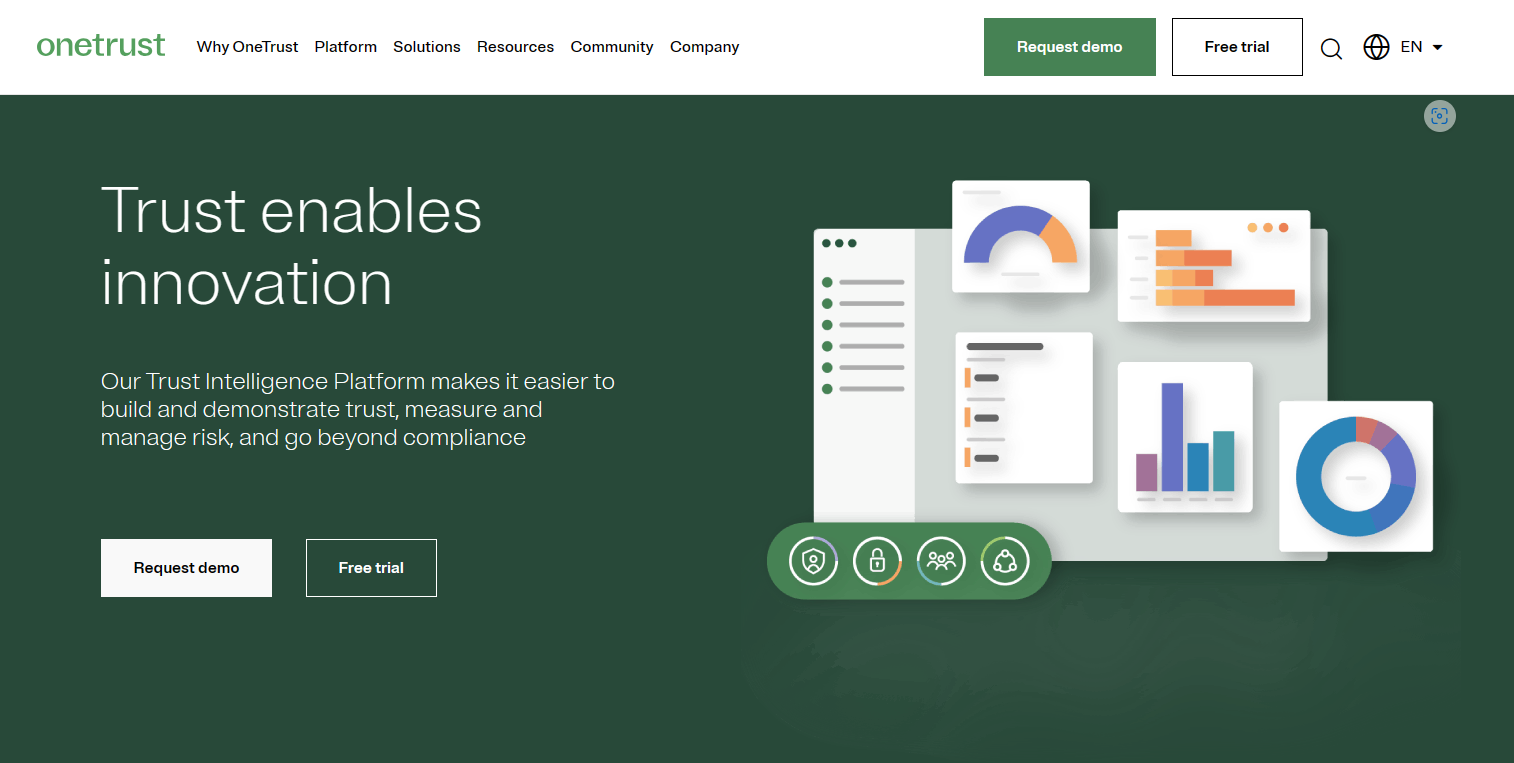 onetrust
Why OneTrust Platform Solutions Resources Community Company
Request demo
Free trial
EN
Trust enables
innovation
Our Trust Intelligence Platform makes it easier to
build and demonstrate trust, measure and
manage risk, and go beyond compliance
Request demo
Free trial